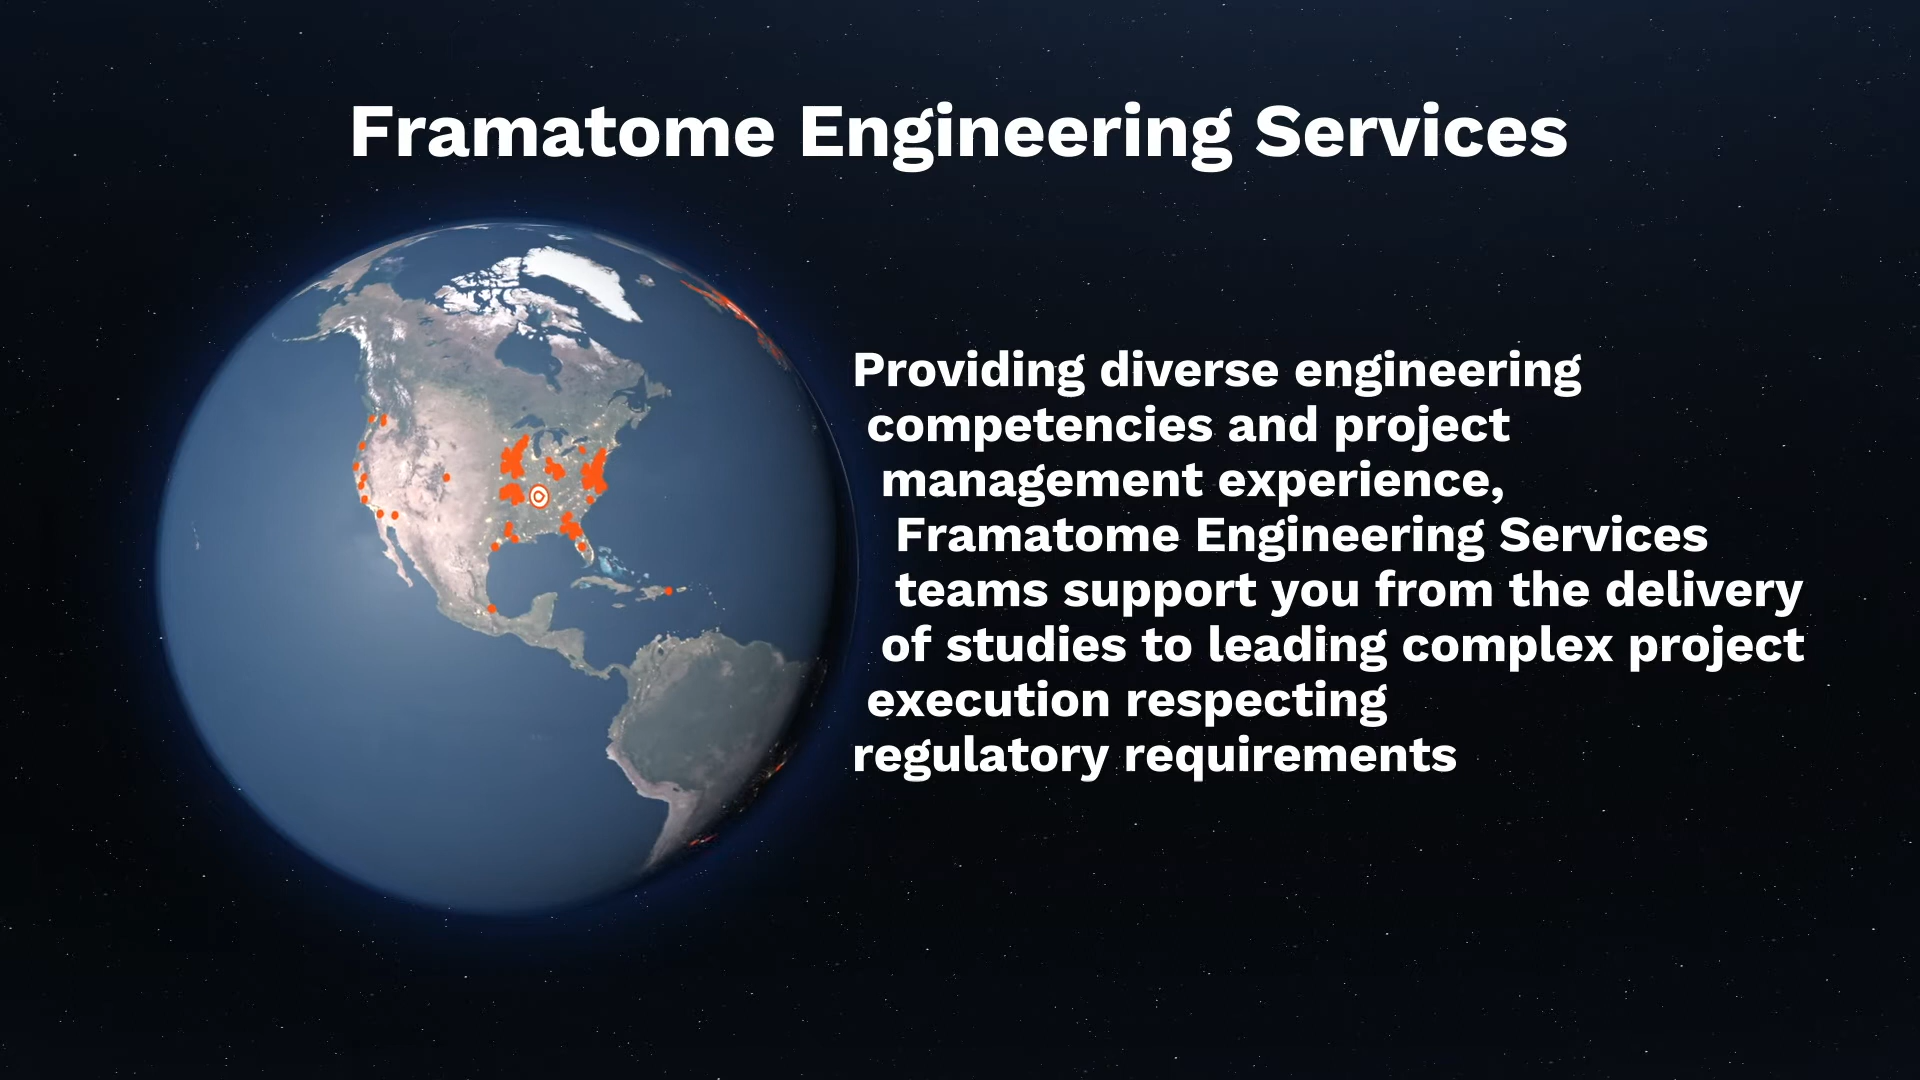 Framatome Engineering Services
Providing diverse engineering
competencies and project
management experience,
Framatome Engineering Services
teams support you from the delivery
of studies to leading complex project
execution respecting
regulatory requirements